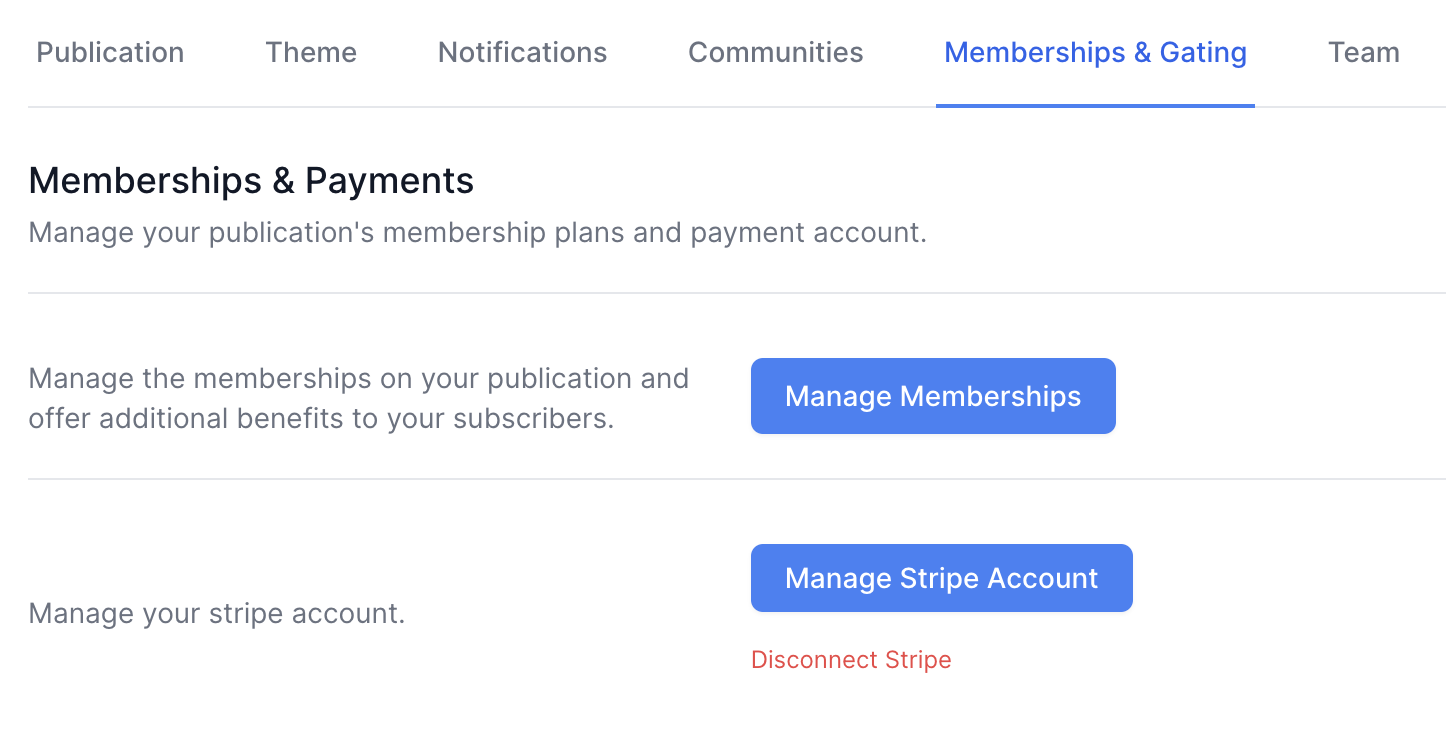 Publication Theme Notifications Communities Memberships & Gating Team
Memberships & Payments
Manage your publication's membership plans and payment account.
Manage the memberships on your publication and
offer additional benefits to your subscribers.
Manage Memberships
Manage your stripe account.
Manage Stripe Account
Disconnect Stripe